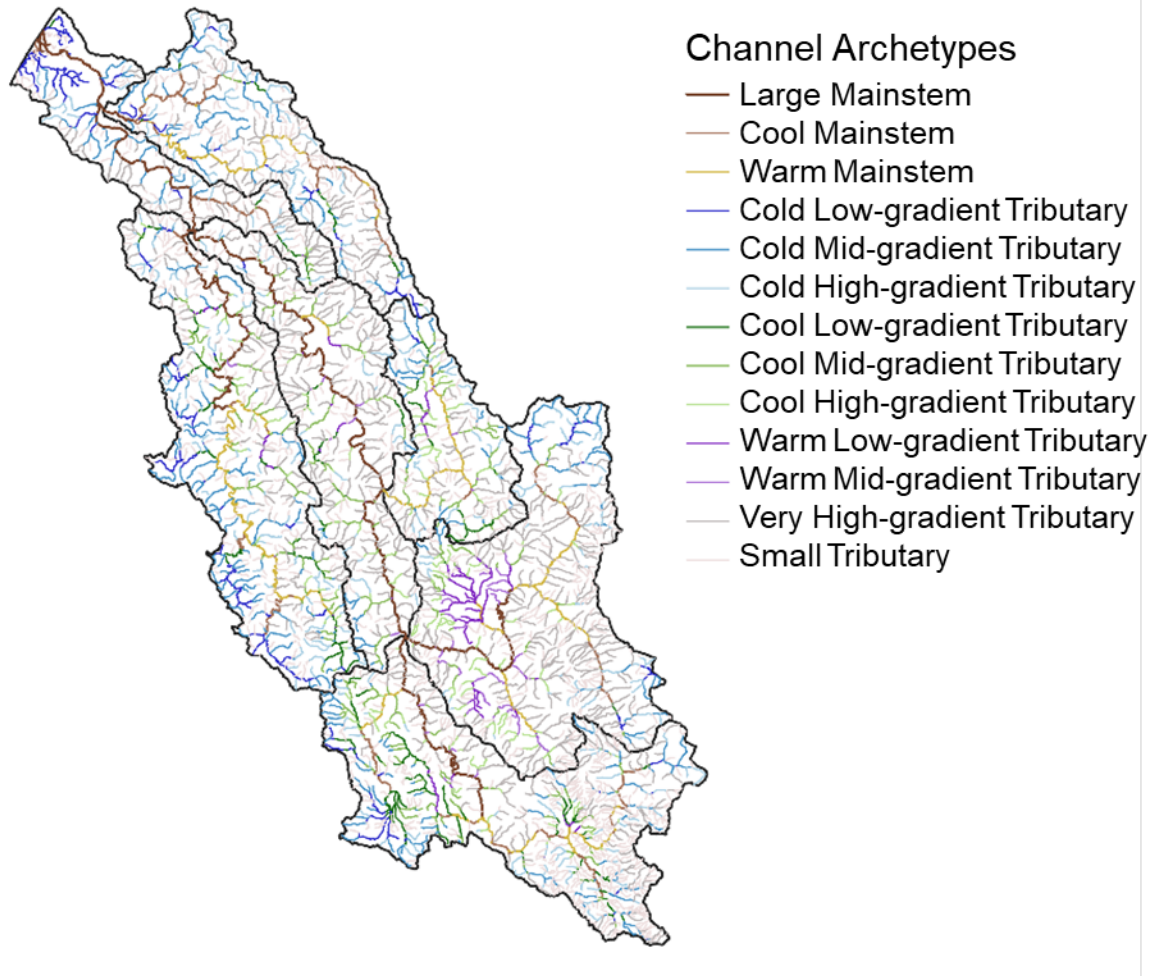 Channel Archetypes
Large Mainstem
Cool Mainstem
Warm Mainstem
Cold Low-gradient Tributary
Cold Mid-gradient Tributary
Cold High-gradient Tributary
Cool Low-gradient Tributary
Cool Mid-gradient Tributary
Cool High-gradient Tributary
Warm Low-gradient Tributary
Warm Mid-gradient Tributary
Very High-gradient Tributary
Small Tributary